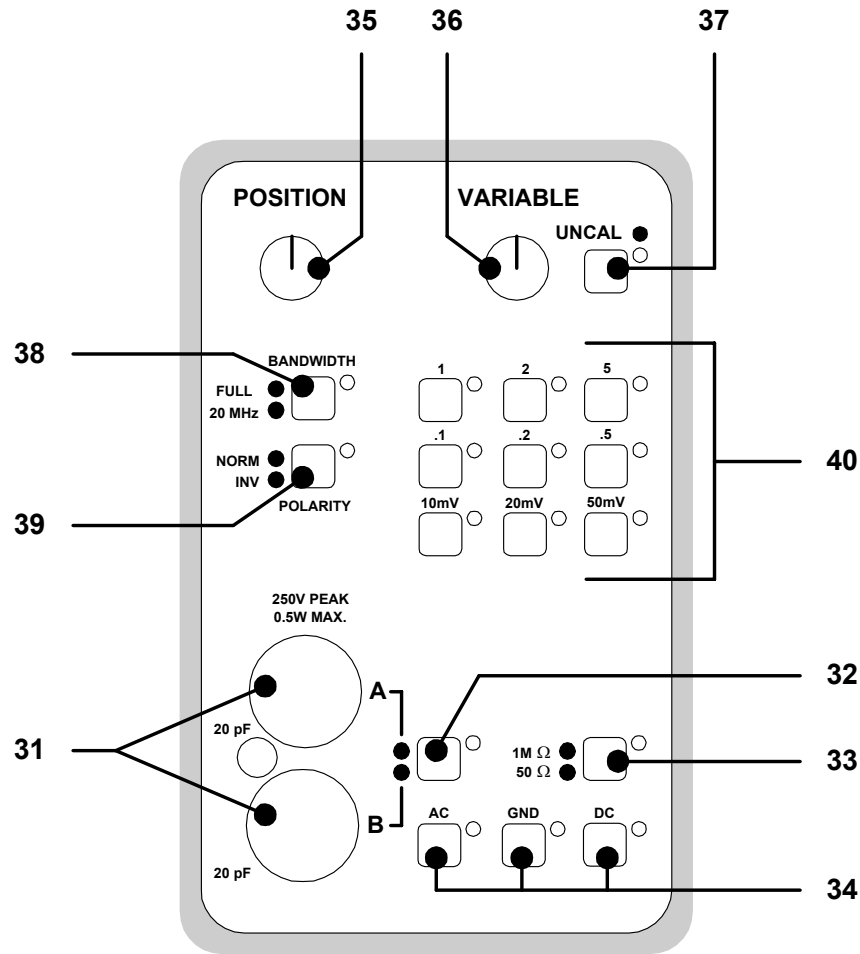 35 36 37
POSITION VARIABLE
UNCAL
38
BANDWIDTH
FULL
20 MHz
1 2 5
.1 .2 .5
40
NORM
INV
POLARITY
39
10mV 20mV 50mV
250V PEAK
0.5W MAX.
32
A
20 pF
31
1M Ω
50 Ω
33
B
20 pF
AC GND DC
34